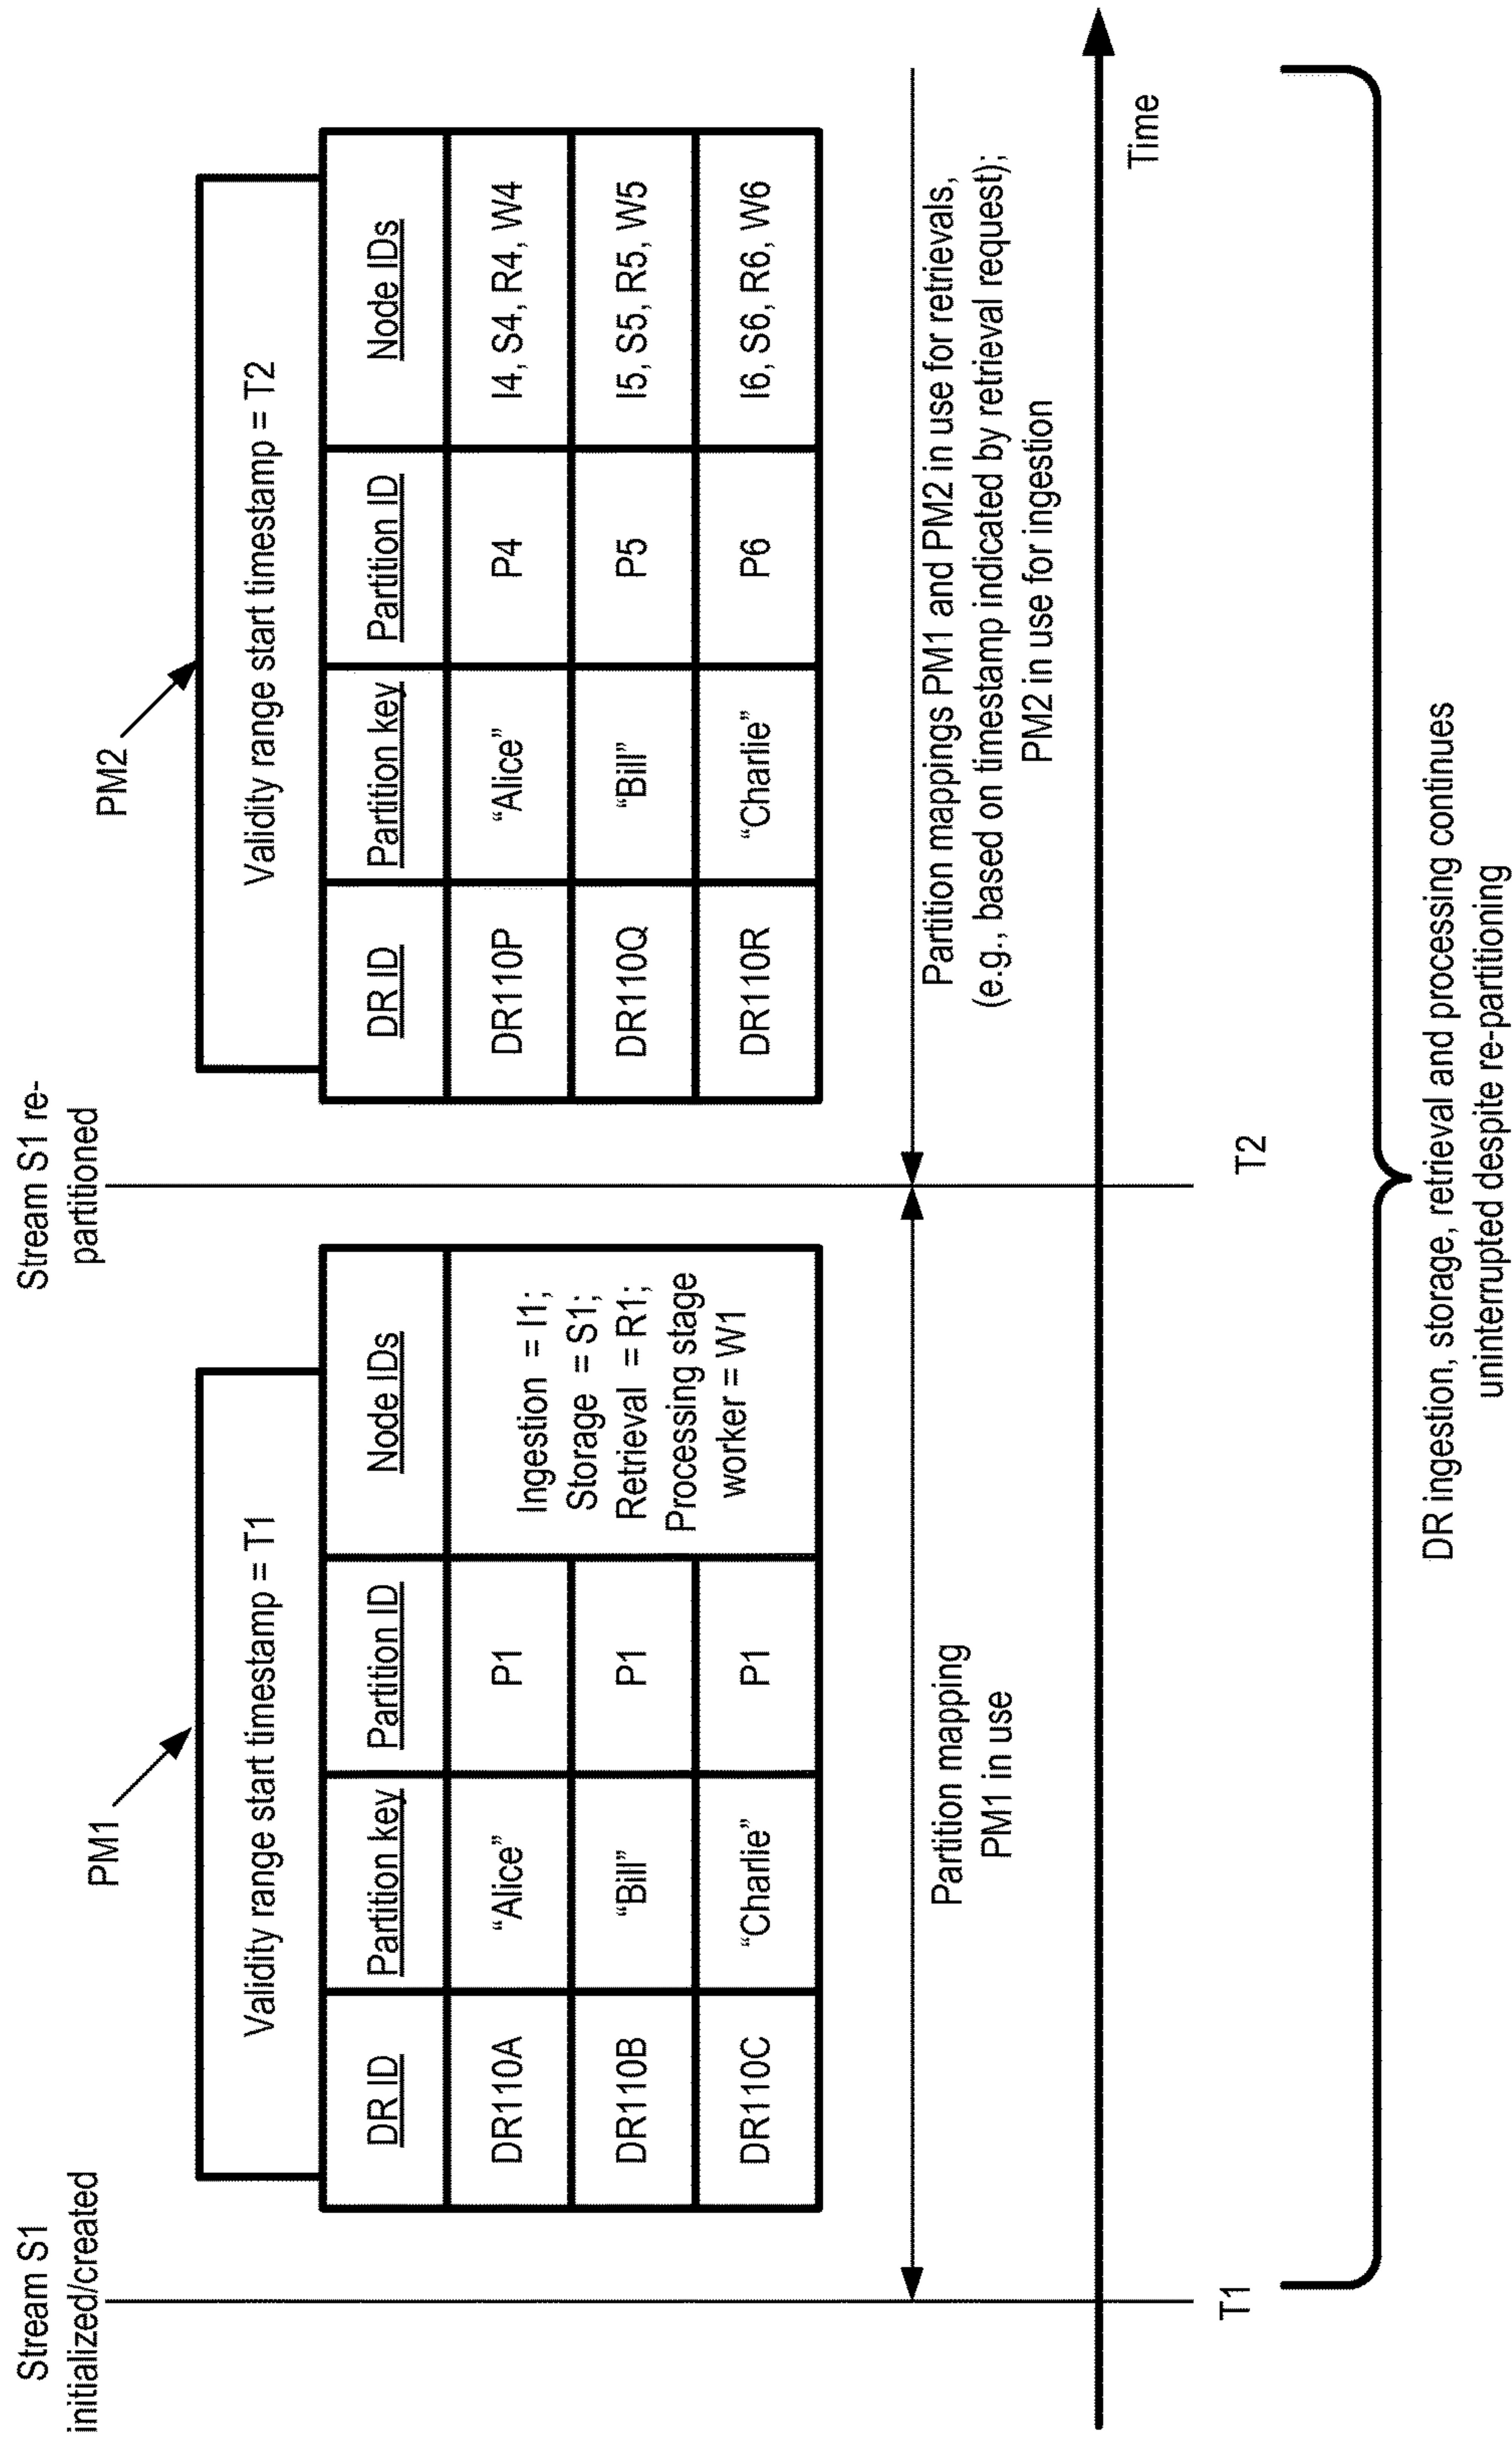 Stream S1
initialized/created
Stream S1 re-
partitioned
PM1
Validity range start timestamp = T1
DR ID
Partition key
Partition ID
Node IDs
DR110A
“Alice”
P1
DR110B
“Bill”
P1
DR110C
“Charlie”
P1
Ingestion = I1;
Storage = S1;
Retrieval = R1;
Processing stage
worker = W1
PM2
Validity range start timestamp = T2
DR ID
Partition key
Partition ID
Node IDs
DR110P
“Alice”
P4
I4, S4, R4, W4
DR110Q
“Bill”
P5
I5, S5, R5, W5
DR110R
“Charlie”
P6
I6, S6, R6, W6
Partition mapping
PM1 in use
Partition mappings PM1 and PM2 in use for retrievals,
(e.g., based on timestamp indicated by retrieval request);
PM2 in use for ingestion
Time
T1
T2
DR ingestion, storage, retrieval and processing continues
uninterrupted despite re-partitioning